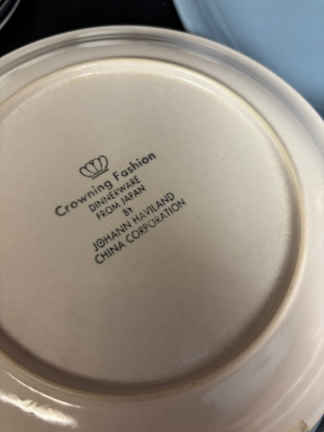 Crowning Fashion
DINNERWARE
FROM JAPAN
BY
JOHANN HAVILAND
CHINA CORPORATION